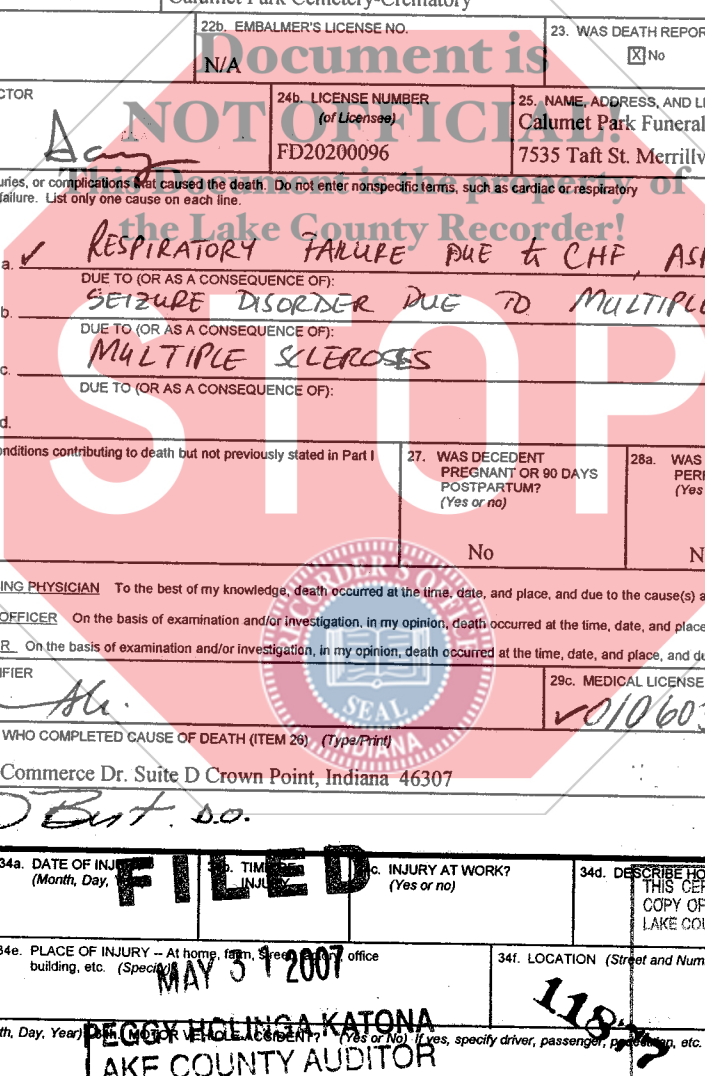 Calumet Park Cemetery-Crematory
22b. EMBALMER'S LICENSE NO.
N/A
23. WAS DEATH REPOR
X No
Document is
NOT OFFICIAL!
This Document is the property of
the Lake County Recorder!
STOP
CTOR
24b. LICENSE NUMBER
(of Licensee)
FD20200096
25. NAME, ADDRESS, AND LI
Calumet Park Funeral
7535 Taft St. Merrillv
uries, or complications that caused the death. Do not enter nonspecific terms, such as cardiac or respiratory
failure. List only one cause on each line.
a. ✓ RESPIRATORY FAILURE DUE to CHF, ASP
DUE TO (OR AS A CONSEQUENCE OF):
b. SEIZURE DISORDER DUE TO MULTIPLE
DUE TO (OR AS A CONSEQUENCE OF):
c. MULTIPLE SCLEROSES
DUE TO (OR AS A CONSEQUENCE OF):
d.
onditions contributing to death but not previously stated in Part I
27. WAS DECEDENT
PREGNANT OR 90 DAYS
POSTPARTUM?
(Yes or no)
No
28a. WAS
PERF
(Yes
N
ING PHYSICIAN To the best of my knowledge, death occurred at the time, date, and place, and due to the cause(s) a
OFFICER On the basis of examination and/or investigation, in my opinion, death occurred at the time, date, and place
R On the basis of examination and/or investigation, in my opinion, death occurred at the time, date, and place, and du
RECORDER'S OFFICE
SEAL
INDIANA
IFIER
29c. MEDICAL LICENSE
✓010603
WHO COMPLETED CAUSE OF DEATH (ITEM 26) (Type/Print)
Commerce Dr. Suite D Crown Point, Indiana 46307
D.O.
34a. DATE OF INJ
(Month, Day,
FILED
34b. TIME OF
INJURY
c. INJURY AT WORK?
(Yes or no)
34d. DESCRIBE HO
THIS CER
COPY OF
LAKE COU
34e. PLACE OF INJURY -- At home, farm, street, factory, office
building, etc. (Specify)
MAY 31 2007
34f. LOCATION (Street and Num
th, Day, Year)
MOTOR VEHICLE ACCIDENT? (Yes or No) If yes, specify driver, passenger, pedestrian, etc.
PEGGY HOLINGA KATONA
LAKE COUNTY AUDITOR